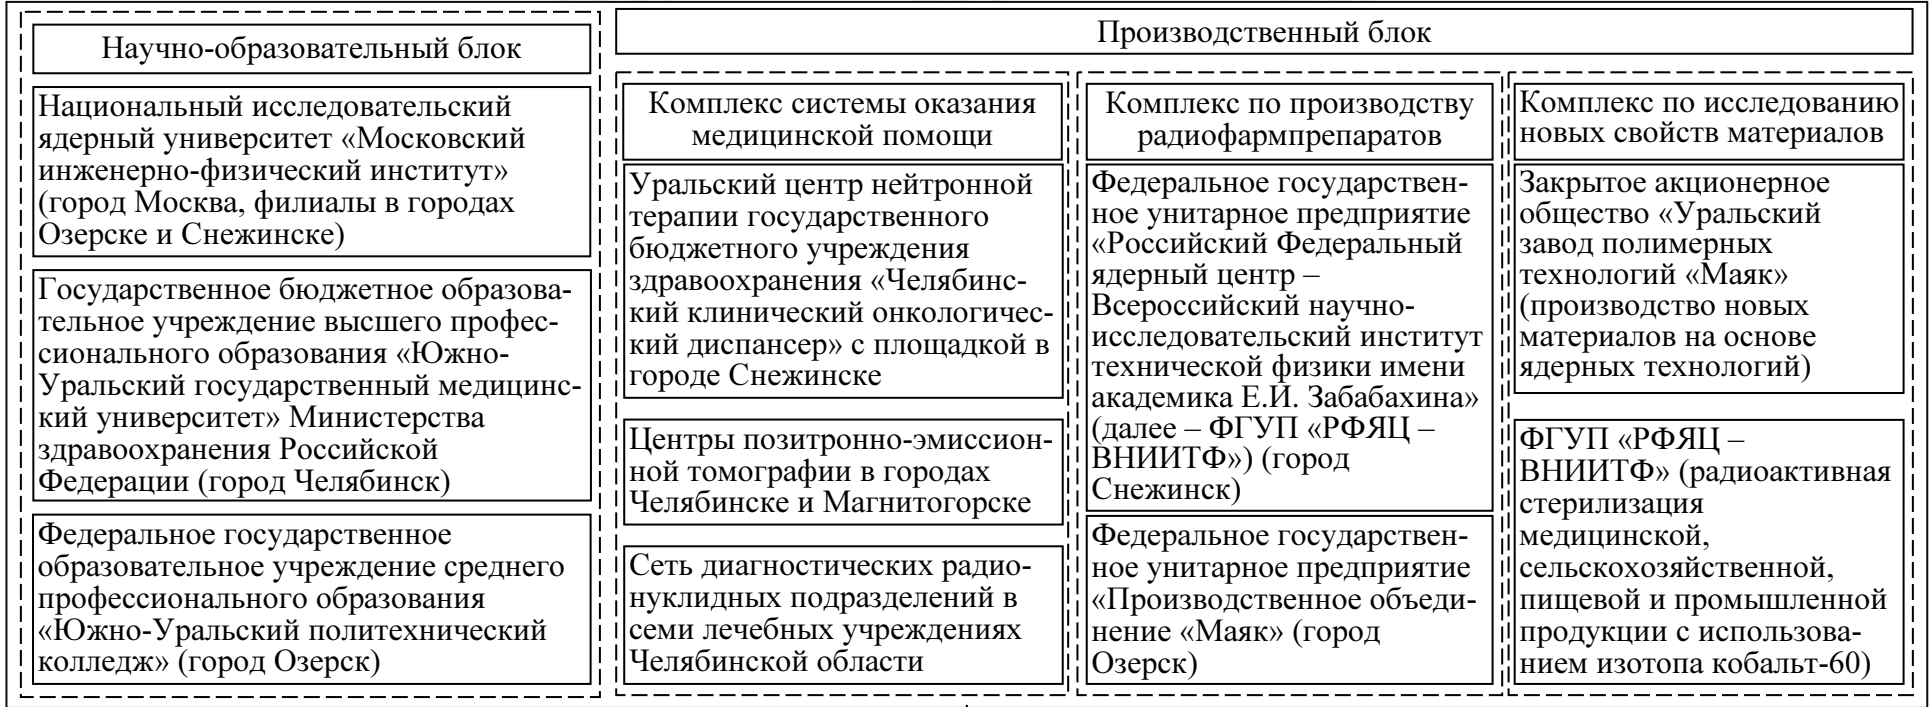 Научно-образовательный блок
Национальный исследовательский
ядерный университет «Московский
инженерно-физический институт»
(город Москва, филиалы в городах
Озерске и Снежинске)
Государственное бюджетное образова-
тельное учреждение высшего профес-
сионального образования «Южно-
Уральский государственный медицинс-
кий университет» Министерства
здравоохранения Российской
Федерации (город Челябинск)
Федеральное государственное
образовательное учреждение среднего
профессионального образования
«Южно-Уральский политехнический
колледж» (город Озерск)
Производственный блок
Комплекс системы оказания
медицинской помощи
Уральский центр нейтронной
терапии государственного
бюджетного учреждения
здравоохранения «Челябинс-
кий клинический онкологичес-
кий диспансер» с площадкой в
городе Снежинске
Центры позитронно-эмиссион-
ной томографии в городах
Челябинске и Магнитогорске
Сеть диагностических радио-
нуклидных подразделений в
семи лечебных учреждениях
Челябинской области
Комплекс по производству
радиофармпрепаратов
Федеральное государствен-
ное унитарное предприятие
«Российский Федеральный
ядерный центр –
Всероссийский научно-
исследовательский институт
технической физики имени
академика Е.И. Забабахина»
(далее – ФГУП «РФЯЦ –
ВНИИТФ») (город
Снежинск)
Федеральное государствен-
ное унитарное предприятие
«Производственное объеди-
нение «Маяк» (город
Озерск)
Комплекс по исследованию
новых свойств материалов
Закрытое акционерное
общество «Уральский
завод полимерных
технологий «Маяк»
(производство новых
материалов на основе
ядерных технологий)
ФГУП «РФЯЦ –
ВНИИТФ» (радиоактивная
стерилизация
медицинской,
сельскохозяйственной,
пищевой и промышленной
продукции с использова-
нием изотопа кобальт-60)